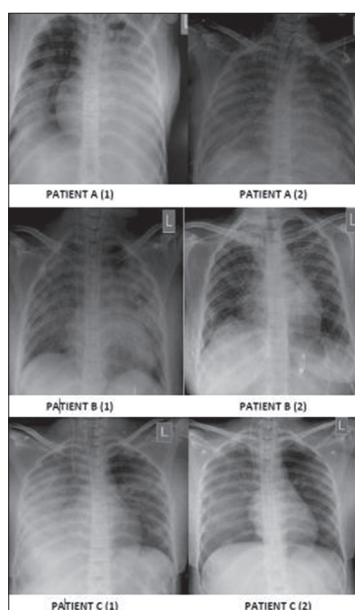 L
PATIENT A (1)
PATIENT A (2)
L
L
PATIENT B (1)
PATIENT B (2)
L
L
PATIENT C (1)
PATIENT C (2)